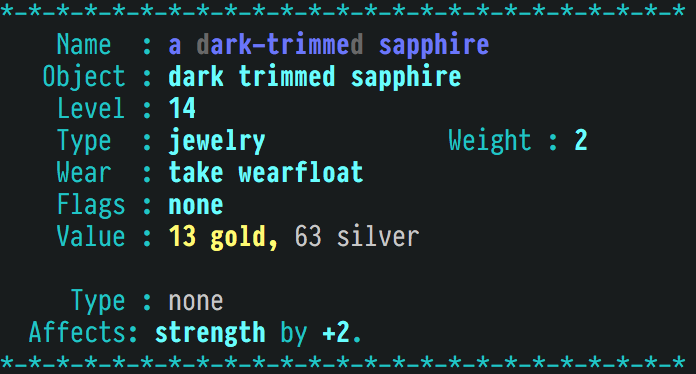 *-*-*-*-*-*-*-*-*-*-*-*-*-*-*-*-*-*-*-*-*-*-*-*-*
Name : a dark-trimmed sapphire
Object : dark trimmed sapphire
Level : 14
Type : jewelry Weight : 2
Wear : take wearfloat
Flags : none
Value : 13 gold, 63 silver
Type : none
Affects: strength by +2.
*-*-*-*-*-*-*-*-*-*-*-*-*-*-*-*-*-*-*-*-*-*-*-*-*